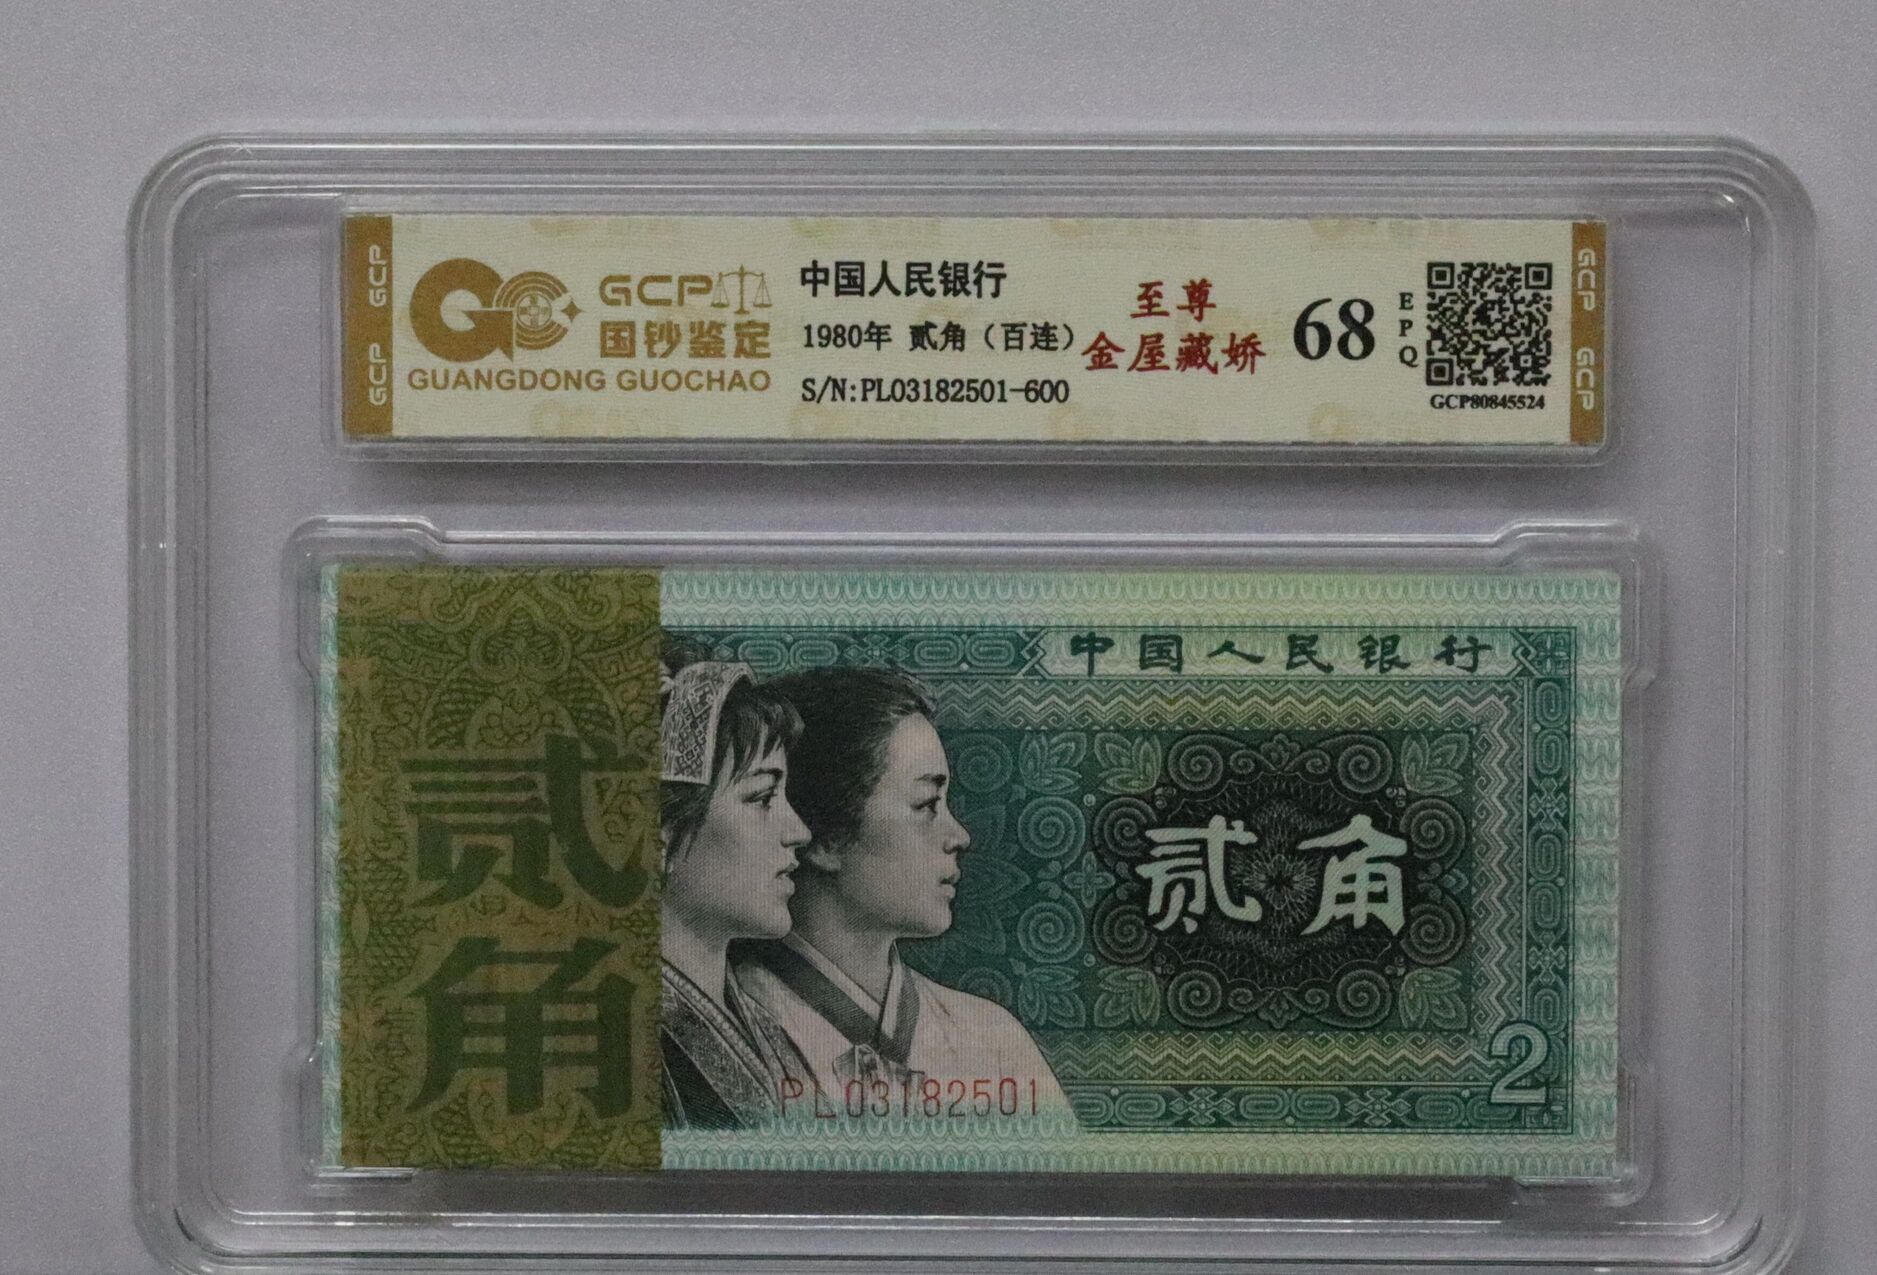 GCP
GCP
GCP
国钞鉴定
GUANGDONG GUOCHAO
中国人民银行
1980年 贰角（百连）
S/N:PL03182501-600
至尊
金屋藏娇
68
EPQ
GCP80845524
GCP
GCP
贰角
中国人民银行
贰角
PL03182501
2